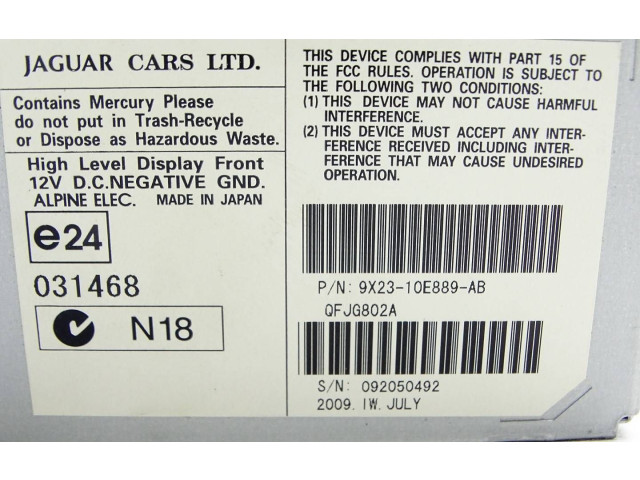 JAGUAR CARS LTD.
Contains Mercury Please
do not put in Trash-Recycle
or Dispose as Hazardous Waste.
High Level Display Front
12V D.C.NEGATIVE GND.
ALPINE ELEC. MADE IN JAPAN
e24
031468
N18
THIS DEVICE COMPLIES WITH PART 15 OF
THE FCC RULES. OPERATION IS SUBJECT TO
THE FOLLOWING TWO CONDITIONS:
(1) THIS DEVICE MAY NOT CAUSE HARMFUL
INTERFERENCE.
(2) THIS DEVICE MUST ACCEPT ANY INTER-
FERENCE RECEIVED INCLUDING INTER-
FERENCE THAT MAY CAUSE UNDESIRED
OPERATION.
P/N: 9X23-10E889-AB
QFJG802A
S/N: 092050492
2009. IW. JULY